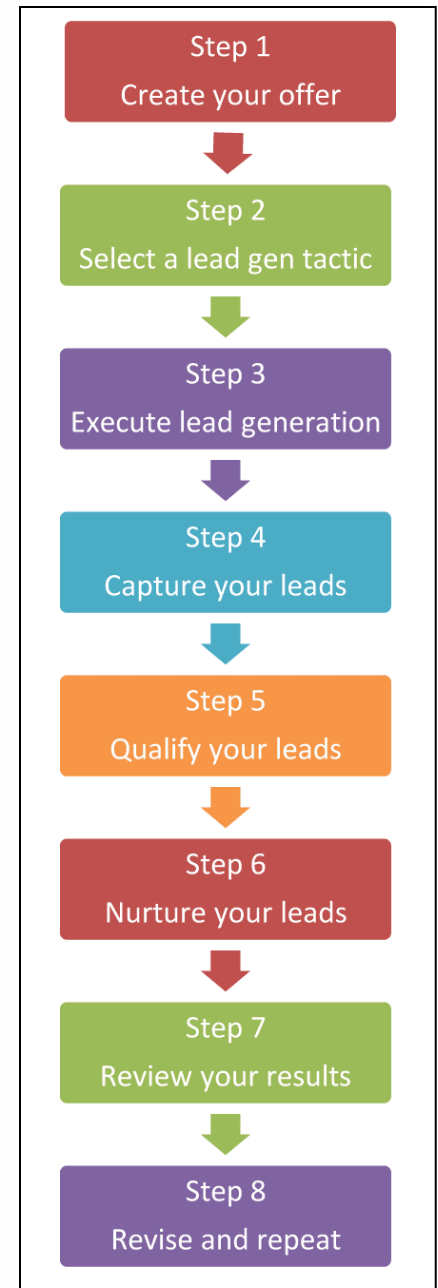 Step 1
Create your offer
Step 2
Select a lead gen tactic
Step 3
Execute lead generation
Step 4
Capture your leads
Step 5
Qualify your leads
Step 6
Nurture your leads
Step 7
Review your results
Step 8
Revise and repeat